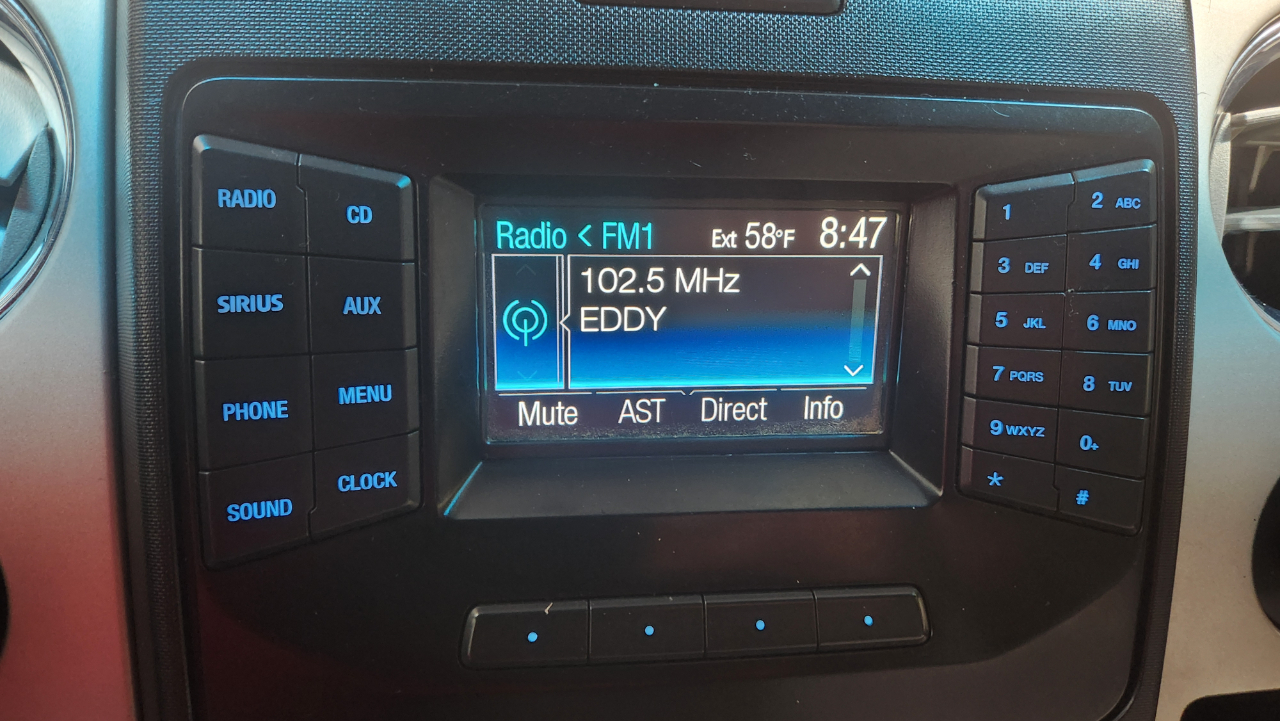 RADIO
CD
SIRIUS
AUX
PHONE
MENU
SOUND
CLOCK
Radio < FM1 Ext 58°F 8:47
102.5 MHz
EDDY
Mute AST Direct Info
1
2 ABC
3 DEF
4 GHI
5 JKL
6 MNO
7 PQRS
8 TUV
9 WXYZ
0+
*
#